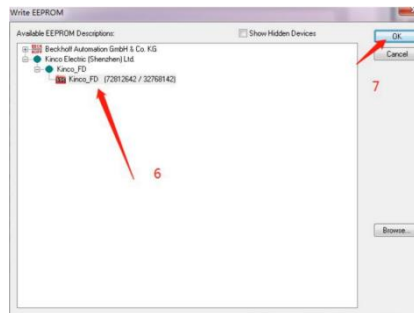 Write EEPROM
Available EEPROM Descriptions:
Show Hidden Devices
OK
Beckhoff Automation GmbH & Co. KG
Kinco Electric (Shenzhen) Ltd.
Cancel
Kinco_FD
Kinco_FD (72812642 / 32768142)
7
6
Browse...